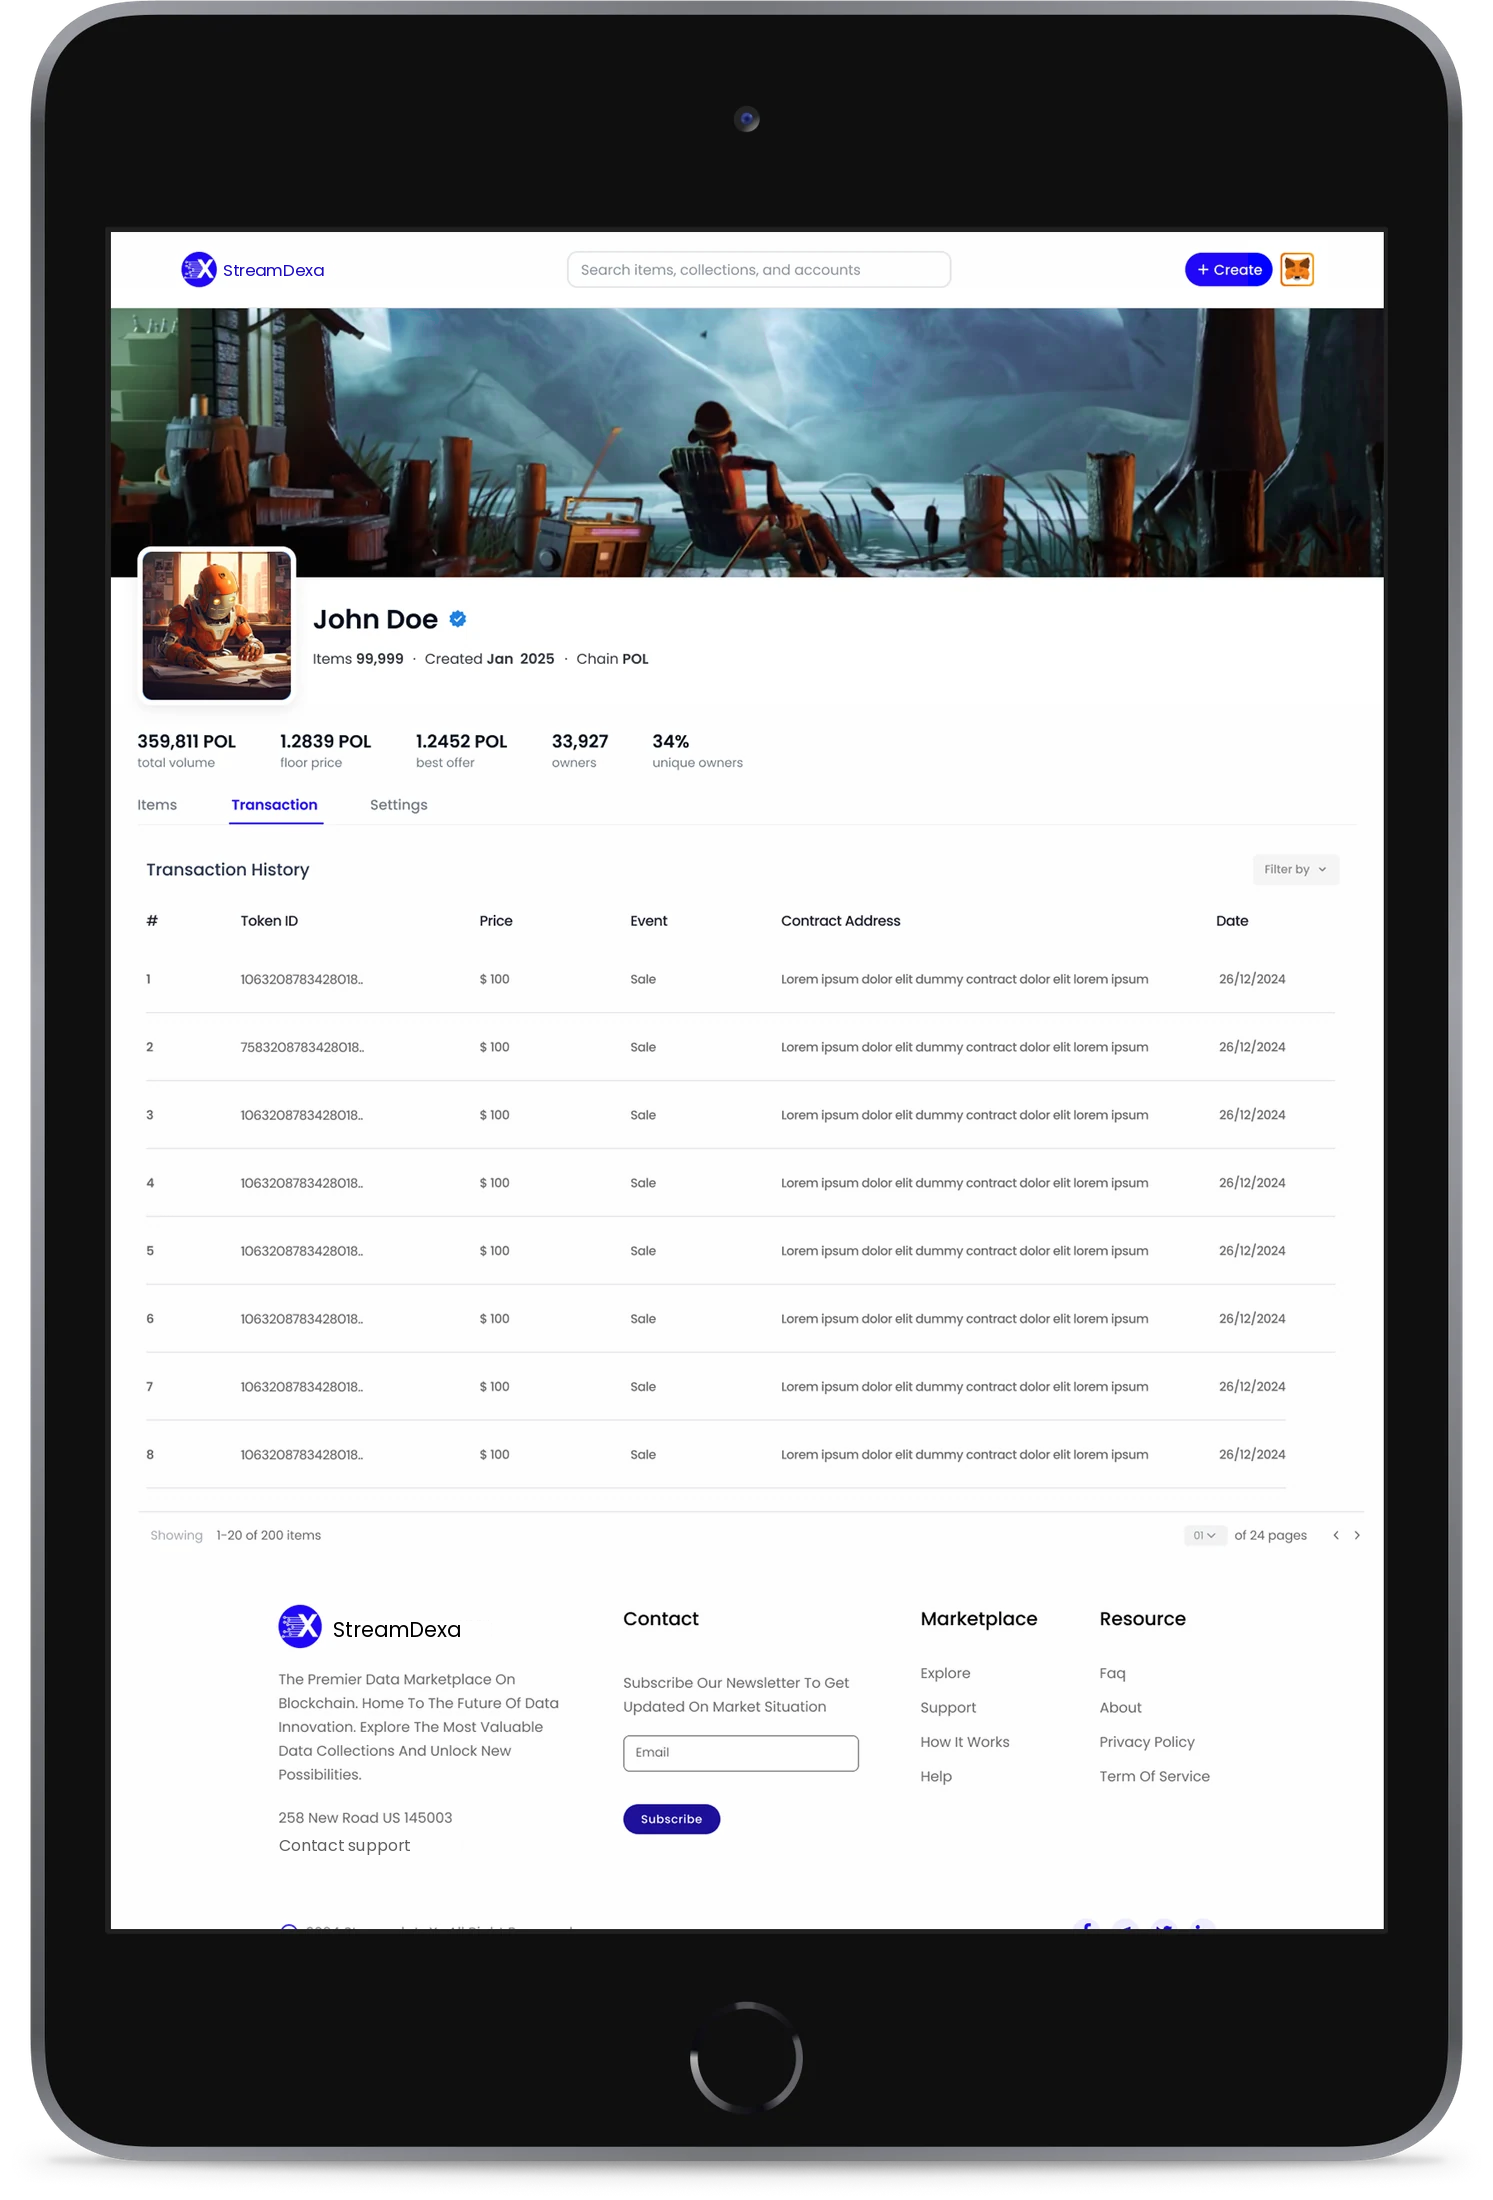 StreamDexa
Search items, collections, and accounts
+ Create
John Doe
Items 99,999 · Created Jan 2025 · Chain POL
359,811 POL 1.2839 POL 1.2452 POL 33,927 34%
total volume floor price best offer owners unique owners
Items Transaction Settings
Transaction History
Filter by
# Token ID Price Event Contract Address Date
1 1063208783428018.. $ 100 Sale Lorem ipsum dolor elit dummy contract dolor elit lorem ipsum 26/12/2024
2 7583208783428018.. $ 100 Sale Lorem ipsum dolor elit dummy contract dolor elit lorem ipsum 26/12/2024
3 1063208783428018.. $ 100 Sale Lorem ipsum dolor elit dummy contract dolor elit lorem ipsum 26/12/2024
4 1063208783428018.. $ 100 Sale Lorem ipsum dolor elit dummy contract dolor elit lorem ipsum 26/12/2024
5 1063208783428018.. $ 100 Sale Lorem ipsum dolor elit dummy contract dolor elit lorem ipsum 26/12/2024
6 1063208783428018.. $ 100 Sale Lorem ipsum dolor elit dummy contract dolor elit lorem ipsum 26/12/2024
7 1063208783428018.. $ 100 Sale Lorem ipsum dolor elit dummy contract dolor elit lorem ipsum 26/12/2024
8 1063208783428018.. $ 100 Sale Lorem ipsum dolor elit dummy contract dolor elit lorem ipsum 26/12/2024
Showing 1-20 of 200 items
01 of 24 pages
StreamDexa
The Premier Data Marketplace On
Blockchain. Home To The Future Of Data
Innovation. Explore The Most Valuable
Data Collections And Unlock New
Possibilities.
258 New Road US 145003
Contact support
Contact
Subscribe Our Newsletter To Get
Updated On Market Situation
Email
Subscribe
Marketplace
Explore
Support
How It Works
Help
Resource
Faq
About
Privacy Policy
Term Of Service